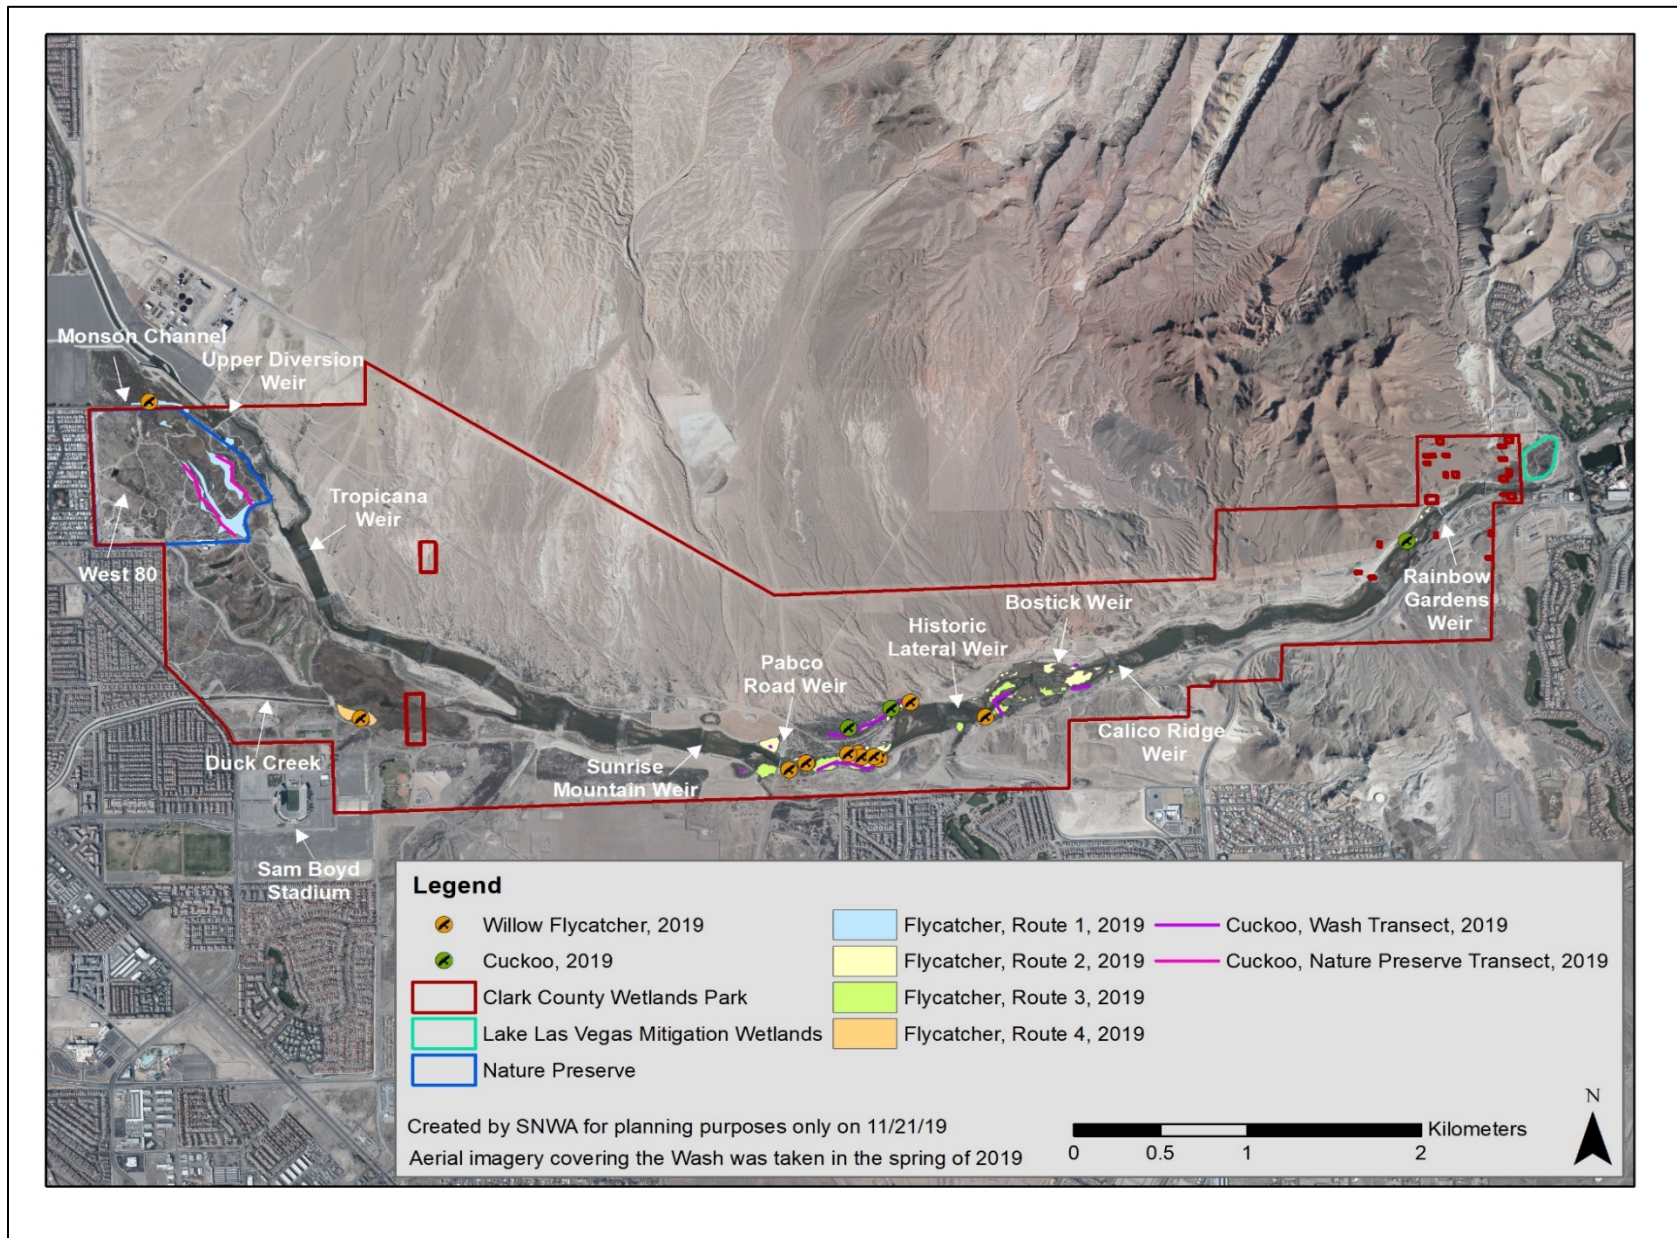 Monson Channel
Upper Diversion
Weir
Tropicana
Weir
West 80
Bostick Weir
Historic
Lateral Weir
Rainbow
Gardens
Weir
Pabco
Road Weir
Calico Ridge
Weir
Duck Creek
Sunrise
Mountain Weir
Sam Boyd
Stadium
Legend
Willow Flycatcher, 2019
Cuckoo, 2019
Clark County Wetlands Park
Lake Las Vegas Mitigation Wetlands
Nature Preserve
Flycatcher, Route 1, 2019
Flycatcher, Route 2, 2019
Flycatcher, Route 3, 2019
Flycatcher, Route 4, 2019
Cuckoo, Wash Transect, 2019
Cuckoo, Nature Preserve Transect, 2019
Created by SNWA for planning purposes only on 11/21/19
Aerial imagery covering the Wash was taken in the spring of 2019
Kilometers
0 0.5 1 2
N